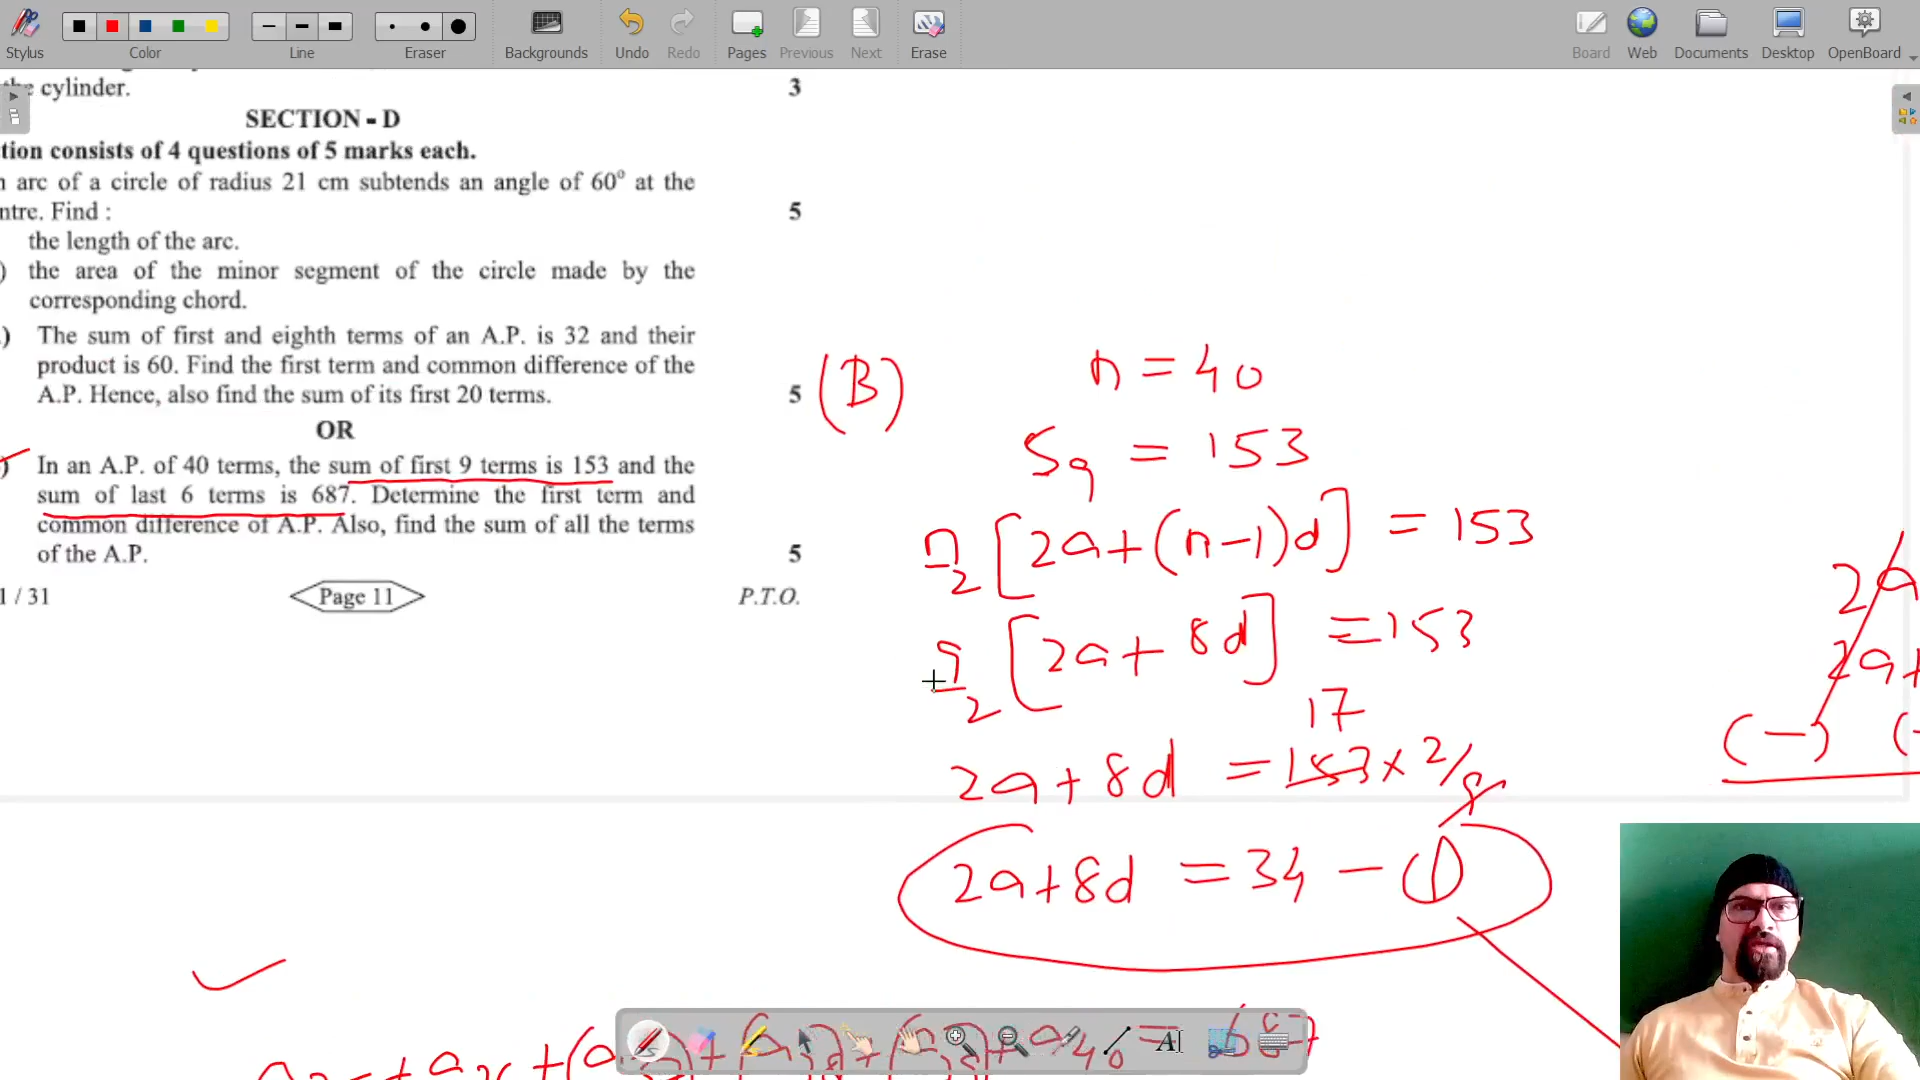 Stylus Color Line Eraser Backgrounds Undo Redo Pages Previous Next Erase Board Web Documents Desktop OpenBoard
the cylinder. 3
SECTION - D
tion consists of 4 questions of 5 marks each.
arc of a circle of radius 21 cm subtends an angle of 60° at the
ntre. Find : 5
the length of the arc.
) the area of the minor segment of the circle made by the
corresponding chord.
) The sum of first and eighth terms of an A.P. is 32 and their
product is 60. Find the first term and common difference of the
A.P. Hence, also find the sum of its first 20 terms. 5
OR
) In an A.P. of 40 terms, the sum of first 9 terms is 153 and the
sum of last 6 terms is 687. Determine the first term and
common difference of A.P. Also, find the sum of all the terms
of the A.P. 5
1 / 31 Page 11 P.T.O.
(B) n = 40
S9 = 153
n/2 [2a+(n-1)d] = 153
9/2 [2a+8d] = 153
17
2a+8d = 153 × 2/9
2a+8d = 34 - ①
2a
2a+
(-) (-